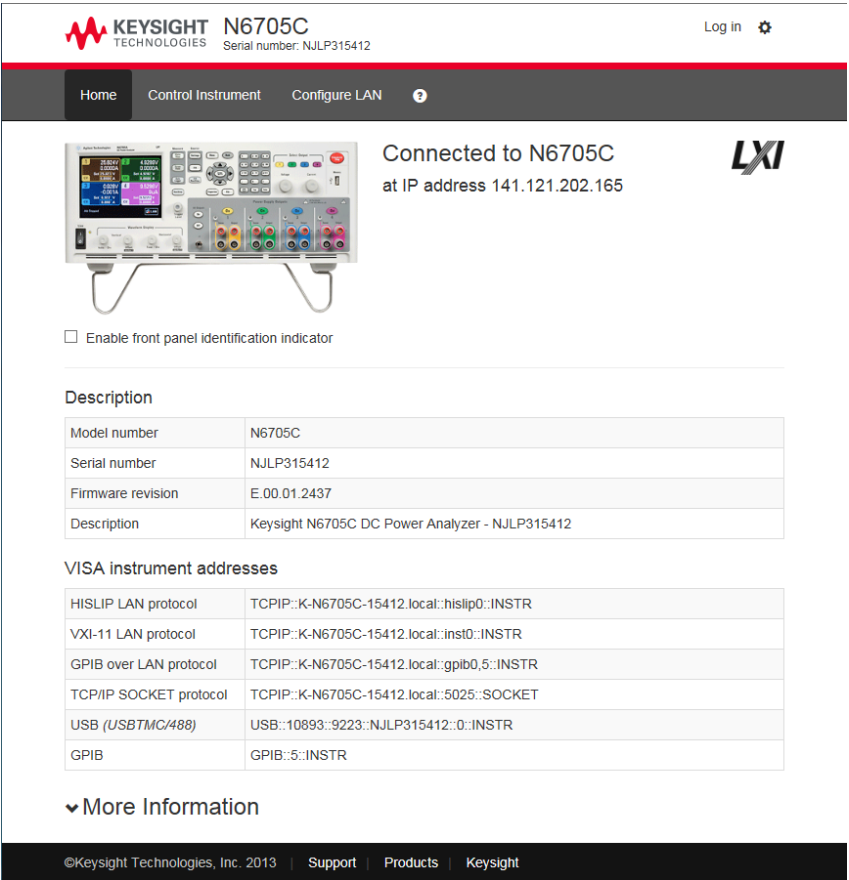 KEYSIGHT
TECHNOLOGIES
N6705C
Serial number: NJLP315412
Log in
Home Control Instrument Configure LAN ?
Agilent Technologies
Connected to N6705C
at IP address 141.121.202.165
LXI
Enable front panel identification indicator
Description
Model number N6705C
Serial number NJLP315412
Firmware revision E.00.01.2437
Description Keysight N6705C DC Power Analyzer - NJLP315412
VISA instrument addresses
HISLIP LAN protocol TCPIP::K-N6705C-15412.local::hislip0::INSTR
VXI-11 LAN protocol TCPIP::K-N6705C-15412.local::inst0::INSTR
GPIB over LAN protocol TCPIP::K-N6705C-15412.local::gpib0,5::INSTR
TCP/IP SOCKET protocol TCPIP::K-N6705C-15412.local::5025::SOCKET
USB (USBTMC/488) USB::10893::9223::NJLP315412::0::INSTR
GPIB GPIB::5::INSTR
More Information
©Keysight Technologies, Inc. 2013 | Support | Products | Keysight